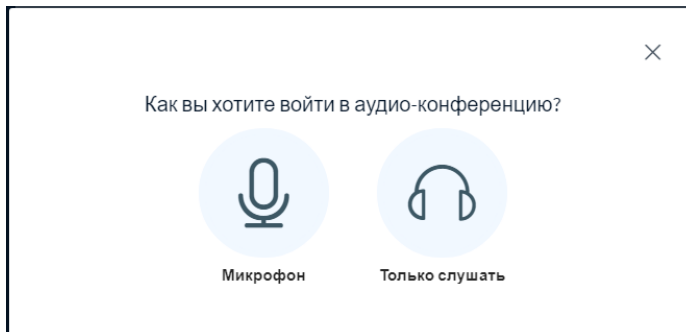 Как вы хотите войти в аудио-конференцию?
Микрофон
Только слушать